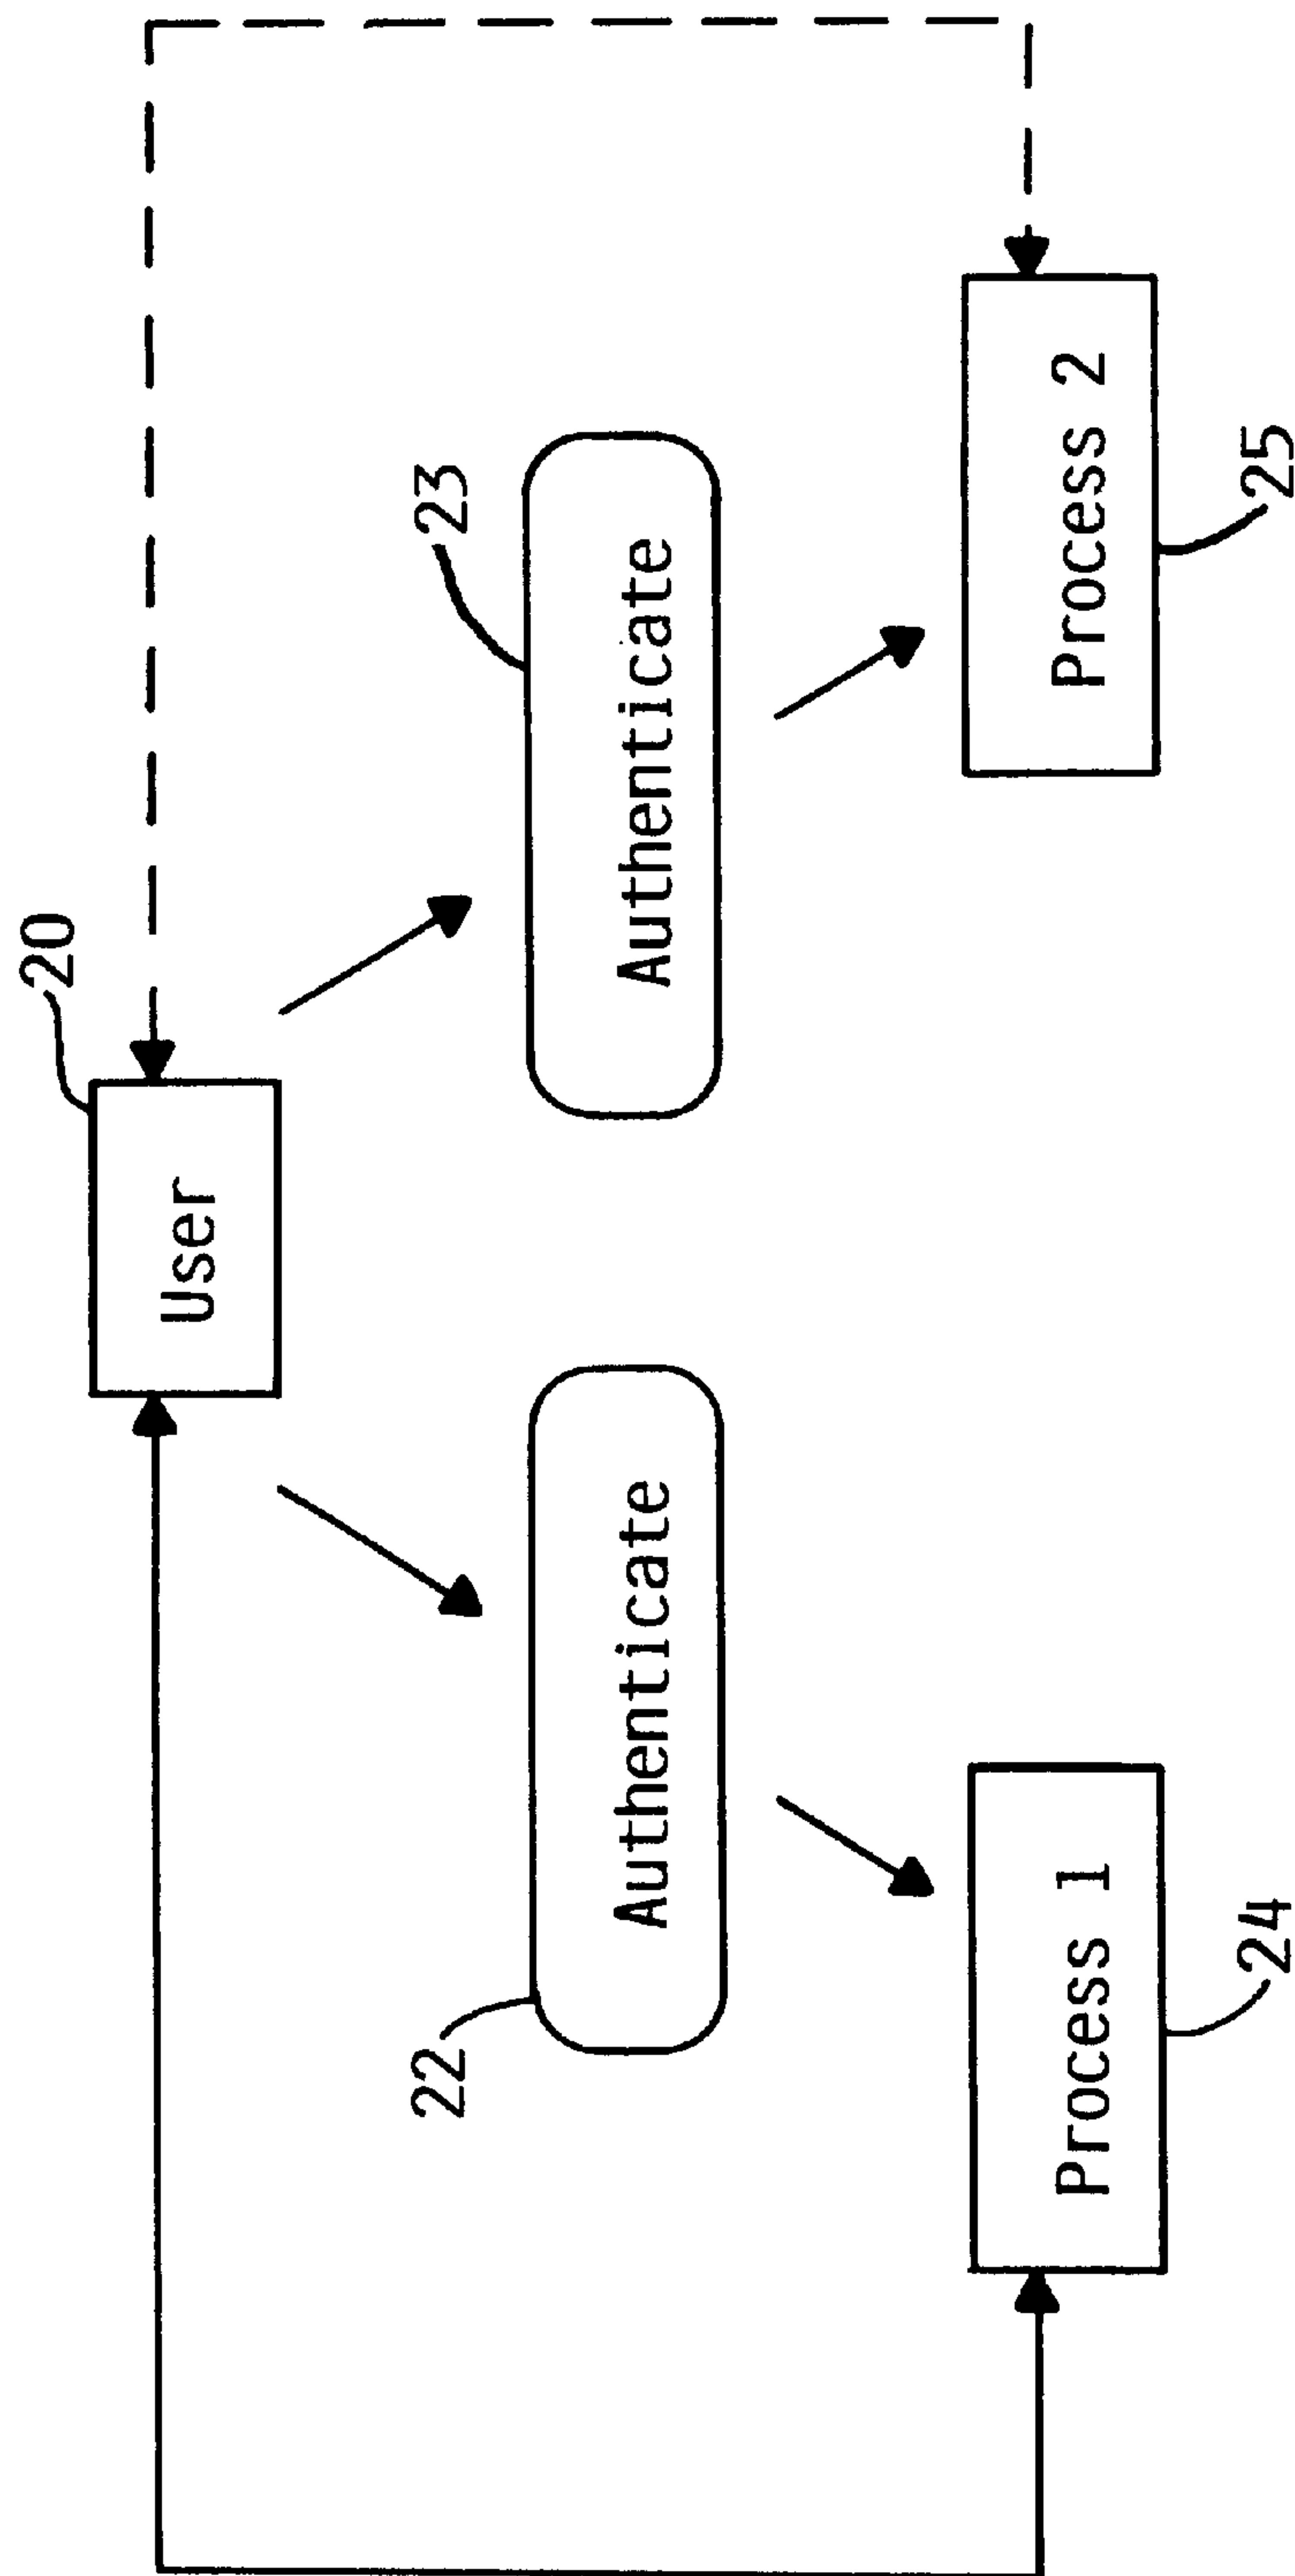 20
User
22
Authenticate
23
Authenticate
Process 1
24
Process 2
25